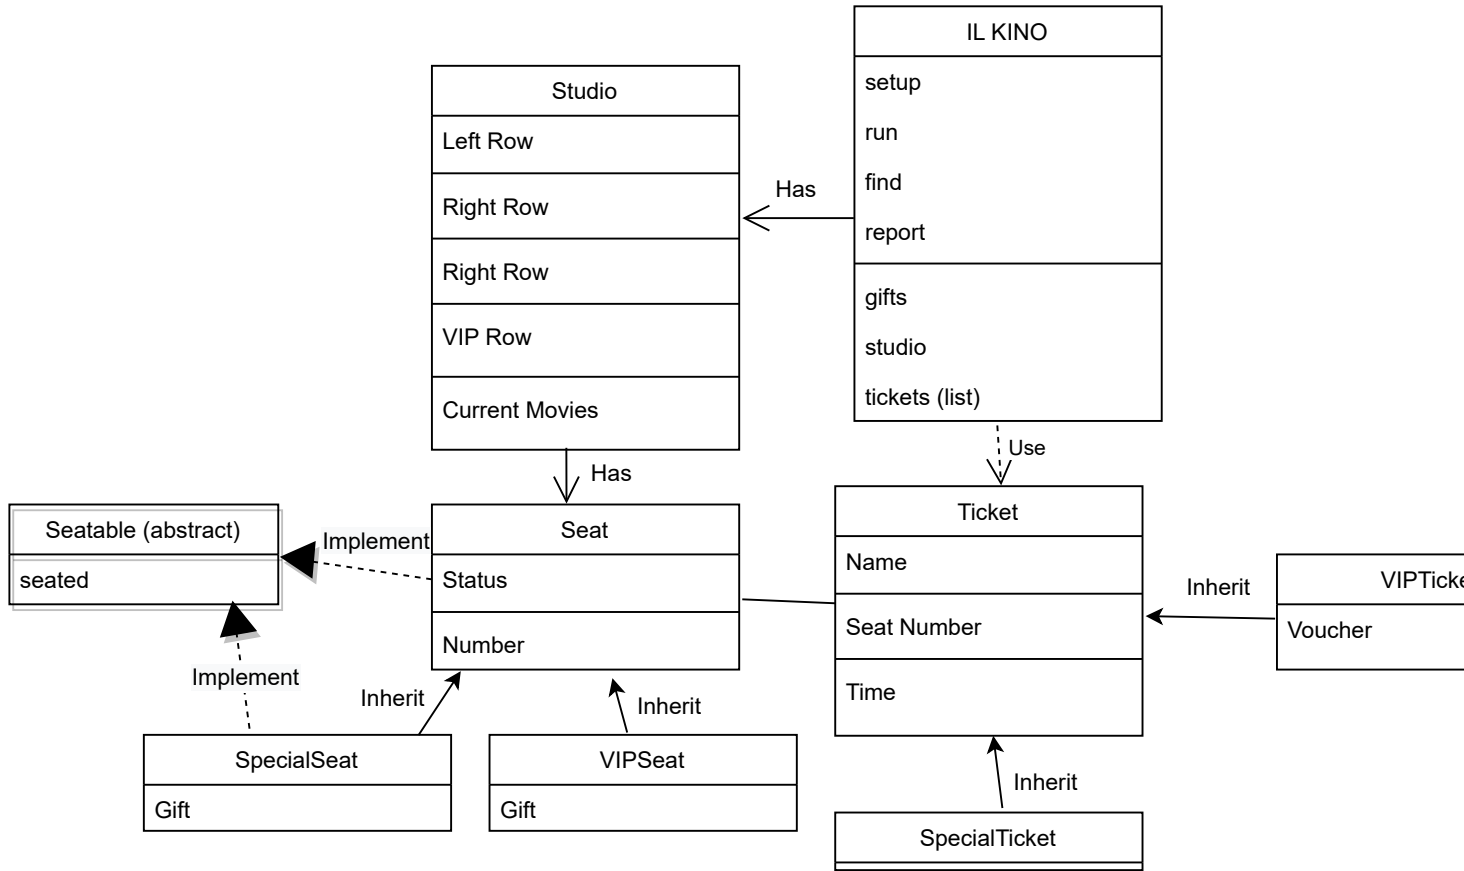 IL KINO
setup
run
find
report
gifts
studio
tickets (list)
Studio
Left Row
Right Row
Right Row
VIP Row
Current Movies
Has
Has
Use
Seatable (abstract)
seated
Implement
Seat
Status
Number
Ticket
Name
Seat Number
Time
Inherit
VIPTicke
Voucher
Implement
Inherit
Inherit
SpecialSeat
Gift
VIPSeat
Gift
Inherit
SpecialTicket